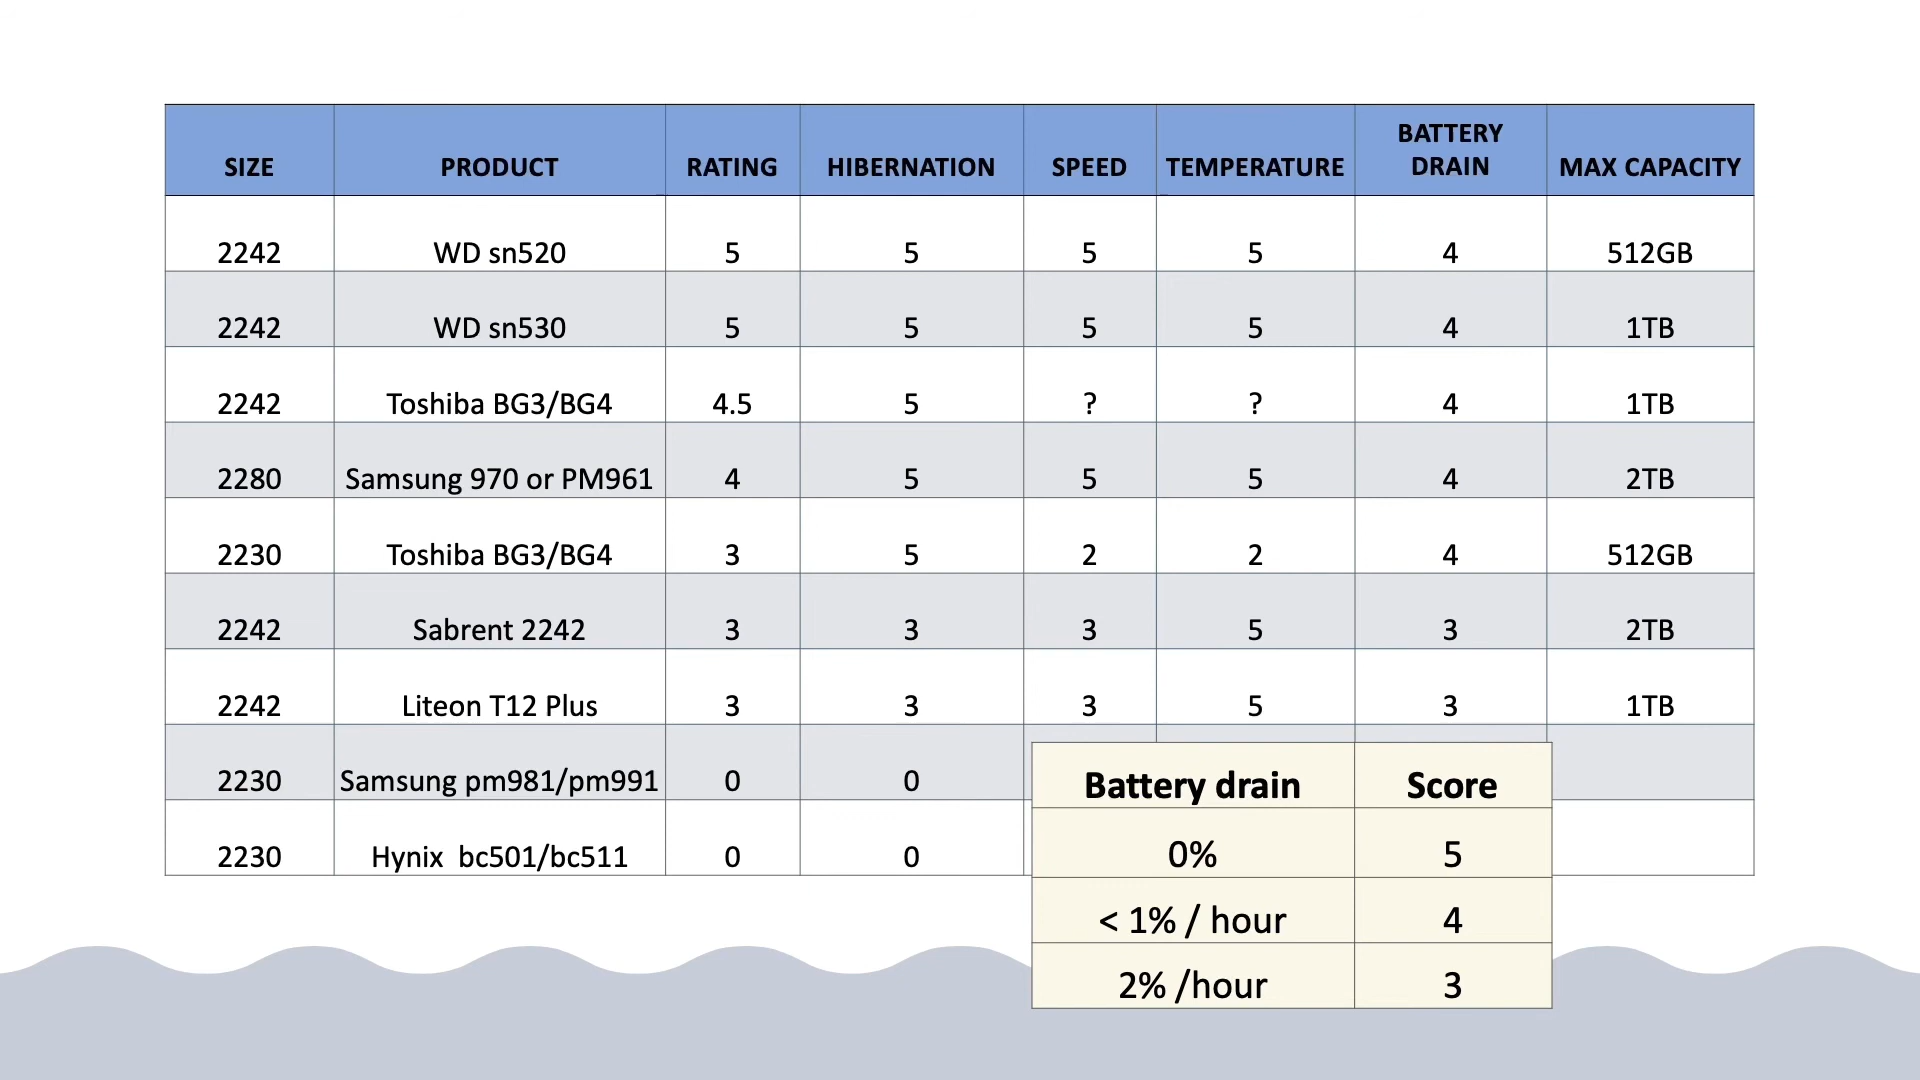 SIZE PRODUCT RATING HIBERNATION SPEED TEMPERATURE BATTERY DRAIN MAX CAPACITY
2242 WD sn520 5 5 5 5 4 512GB
2242 WD sn530 5 5 5 5 4 1TB
2242 Toshiba BG3/BG4 4.5 5 ? ? 4 1TB
2280 Samsung 970 or PM961 4 5 5 5 4 2TB
2230 Toshiba BG3/BG4 3 5 2 2 4 512GB
2242 Sabrent 2242 3 3 3 5 3 2TB
2242 Liteon T12 Plus 3 3 3 5 3 1TB
2230 Samsung pm981/pm991 0 0
2230 Hynix bc501/bc511 0 0
Battery drain Score
0% 5
< 1% / hour 4
2% /hour 3